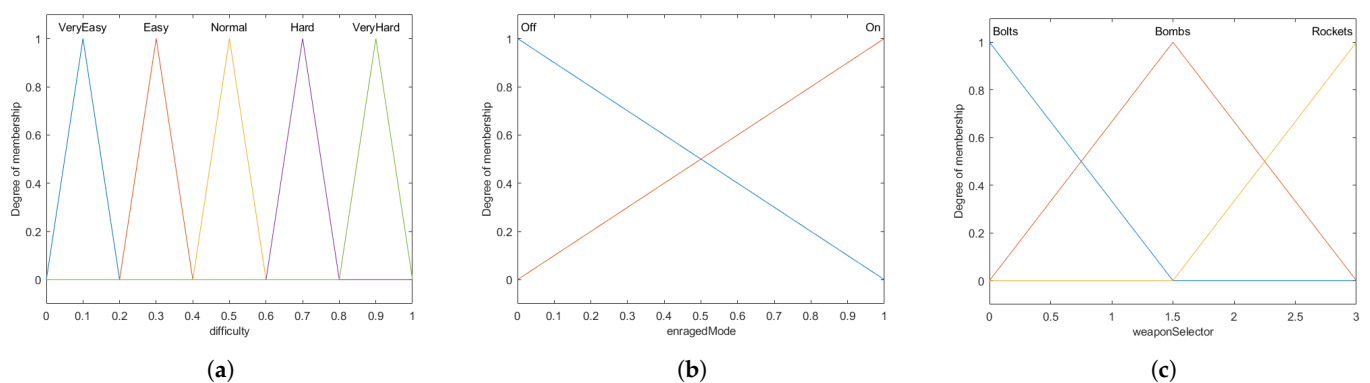 VeryEasy Easy Normal Hard VeryHard
1
0.8
0.6
0.4
0.2
0
Degree of membership
0 0.1 0.2 0.3 0.4 0.5 0.6 0.7 0.8 0.9 1
difficulty
(a)
Off On
1
0.8
0.6
0.4
0.2
0
Degree of membership
0 0.1 0.2 0.3 0.4 0.5 0.6 0.7 0.8 0.9 1
enragedMode
(b)
Bolts Bombs Rockets
1
0.8
0.6
0.4
0.2
0
Degree of membership
0 0.5 1 1.5 2 2.5 3
weaponSelector
(c)